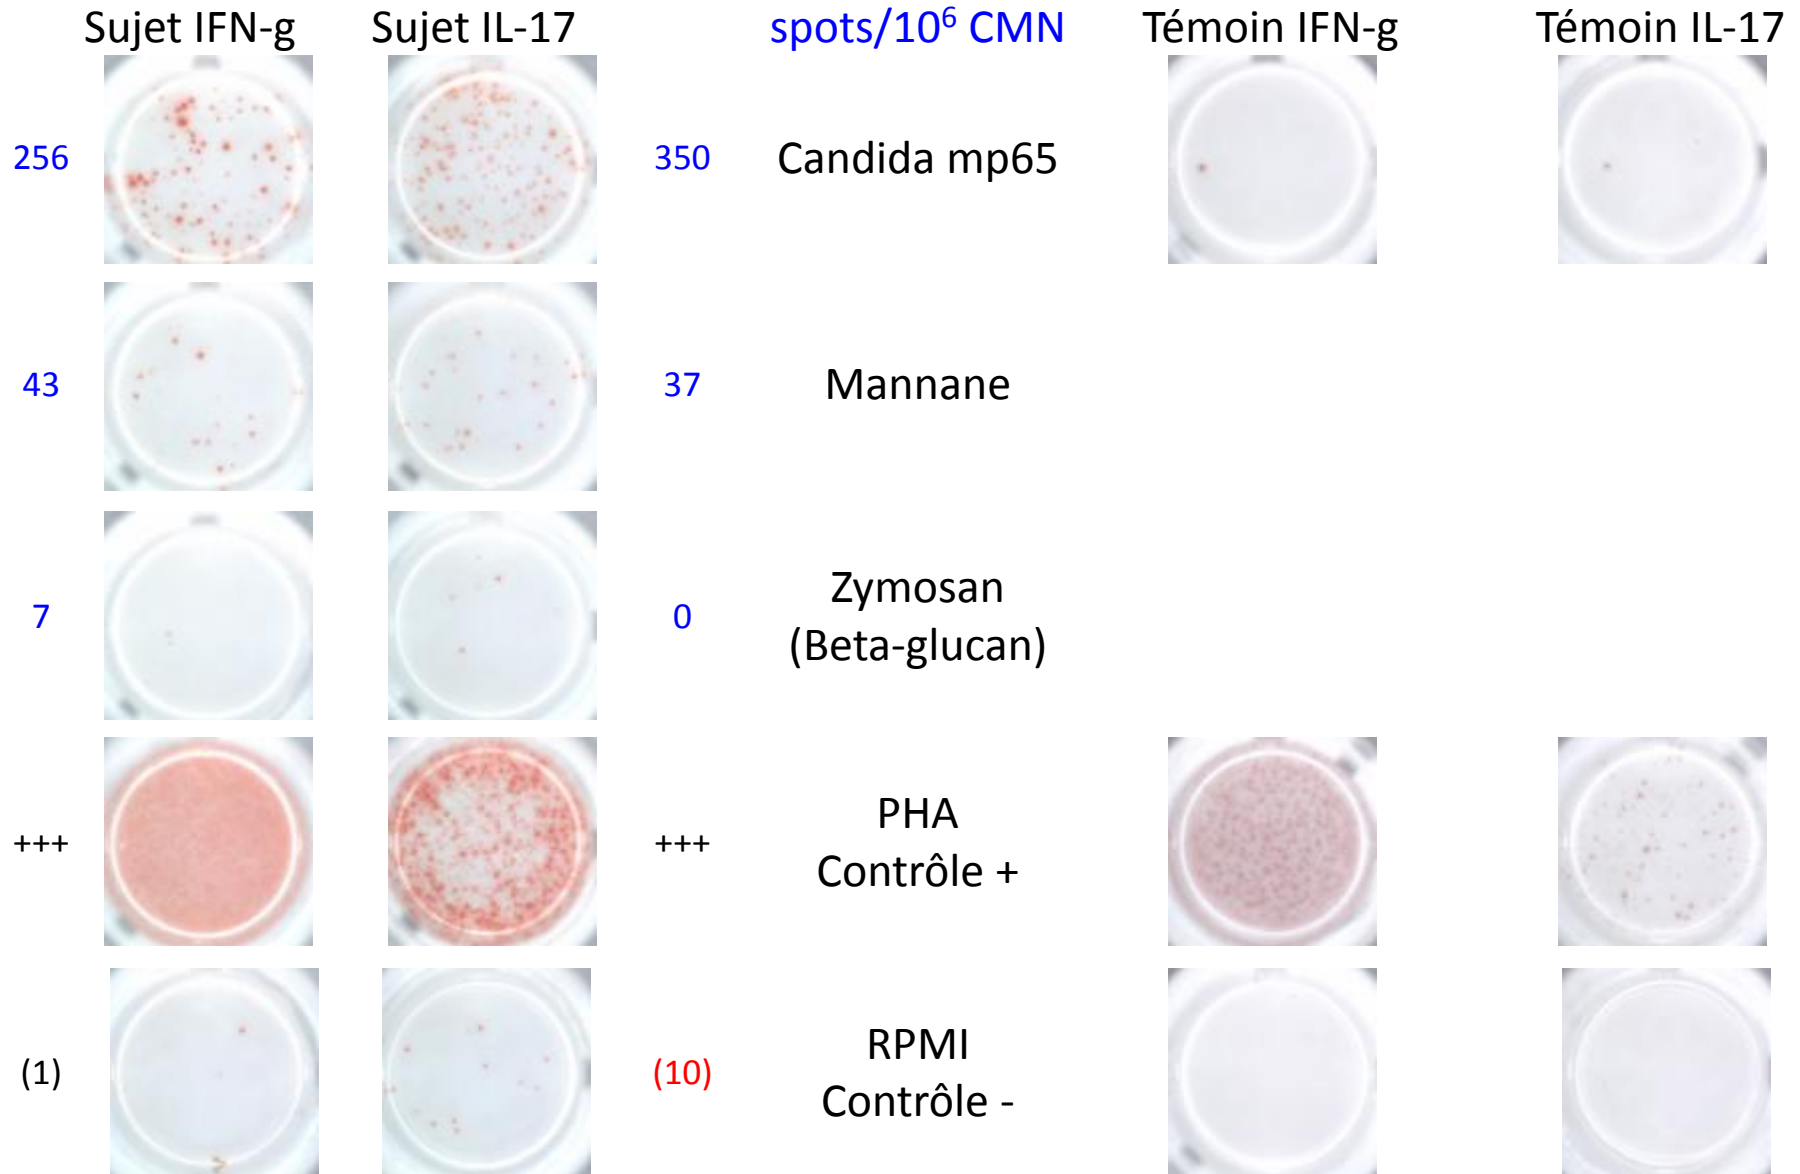 Sujet IFN-g Sujet IL-17 spots/10⁶ CMN Témoin IFN-g Témoin IL-17
256 350 Candida mp65
43 37 Mannane
7 0 Zymosan
(Beta-glucan)
+++ +++ PHA
Contrôle +
(1) (10) RPMI
Contrôle -